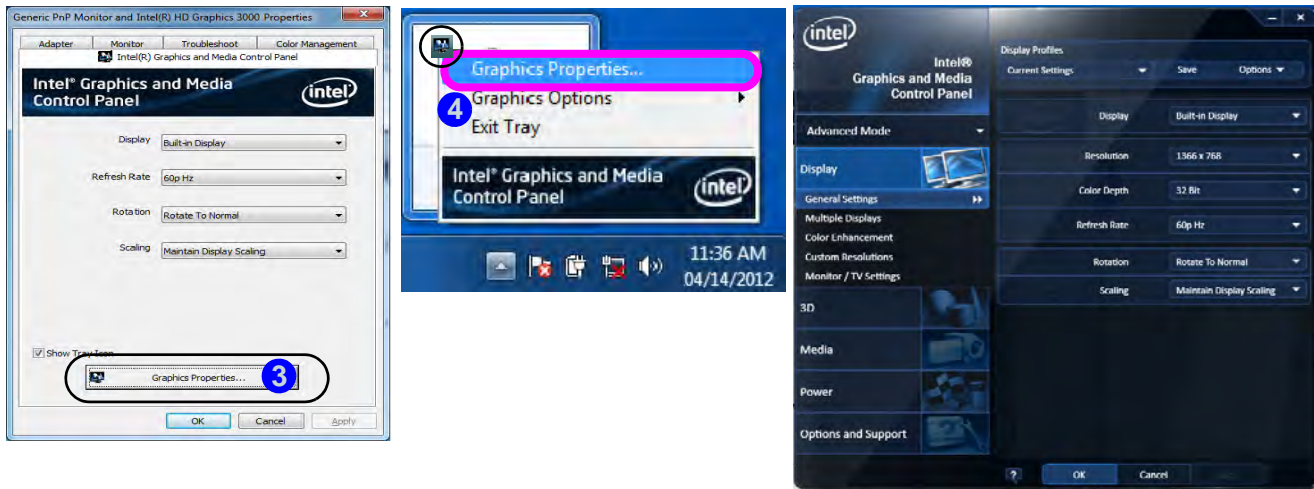 Generic PnP Monitor and Intel(R) HD Graphics 3000 Properties
Adapter Monitor Troubleshoot Color Management
Intel(R) Graphics and Media Control Panel
Intel® Graphics and Media
Control Panel
intel
Display Built-in Display
Refresh Rate 60p Hz
Rotation Rotate To Normal
Scaling Maintain Display Scaling
Show Tray Icon
Graphics Properties... 3
OK Cancel Apply
Graphics Properties...
4
Graphics Options
Exit Tray
Intel® Graphics and Media
Control Panel
intel
11:36 AM
04/14/2012
intel
Intel®
Graphics and Media
Control Panel
Advanced Mode
Display
General Settings
Multiple Displays
Color Enhancement
Custom Resolutions
Monitor / TV Settings
3D
Media
Power
Options and Support
Display Profiles
Current Settings Save Options
Display Built-in Display
Resolution 1366 x 768
Color Depth 32 Bit
Refresh Rate 60p Hz
Rotation Rotate To Normal
Scaling Maintain Display Scaling
? OK Cancel